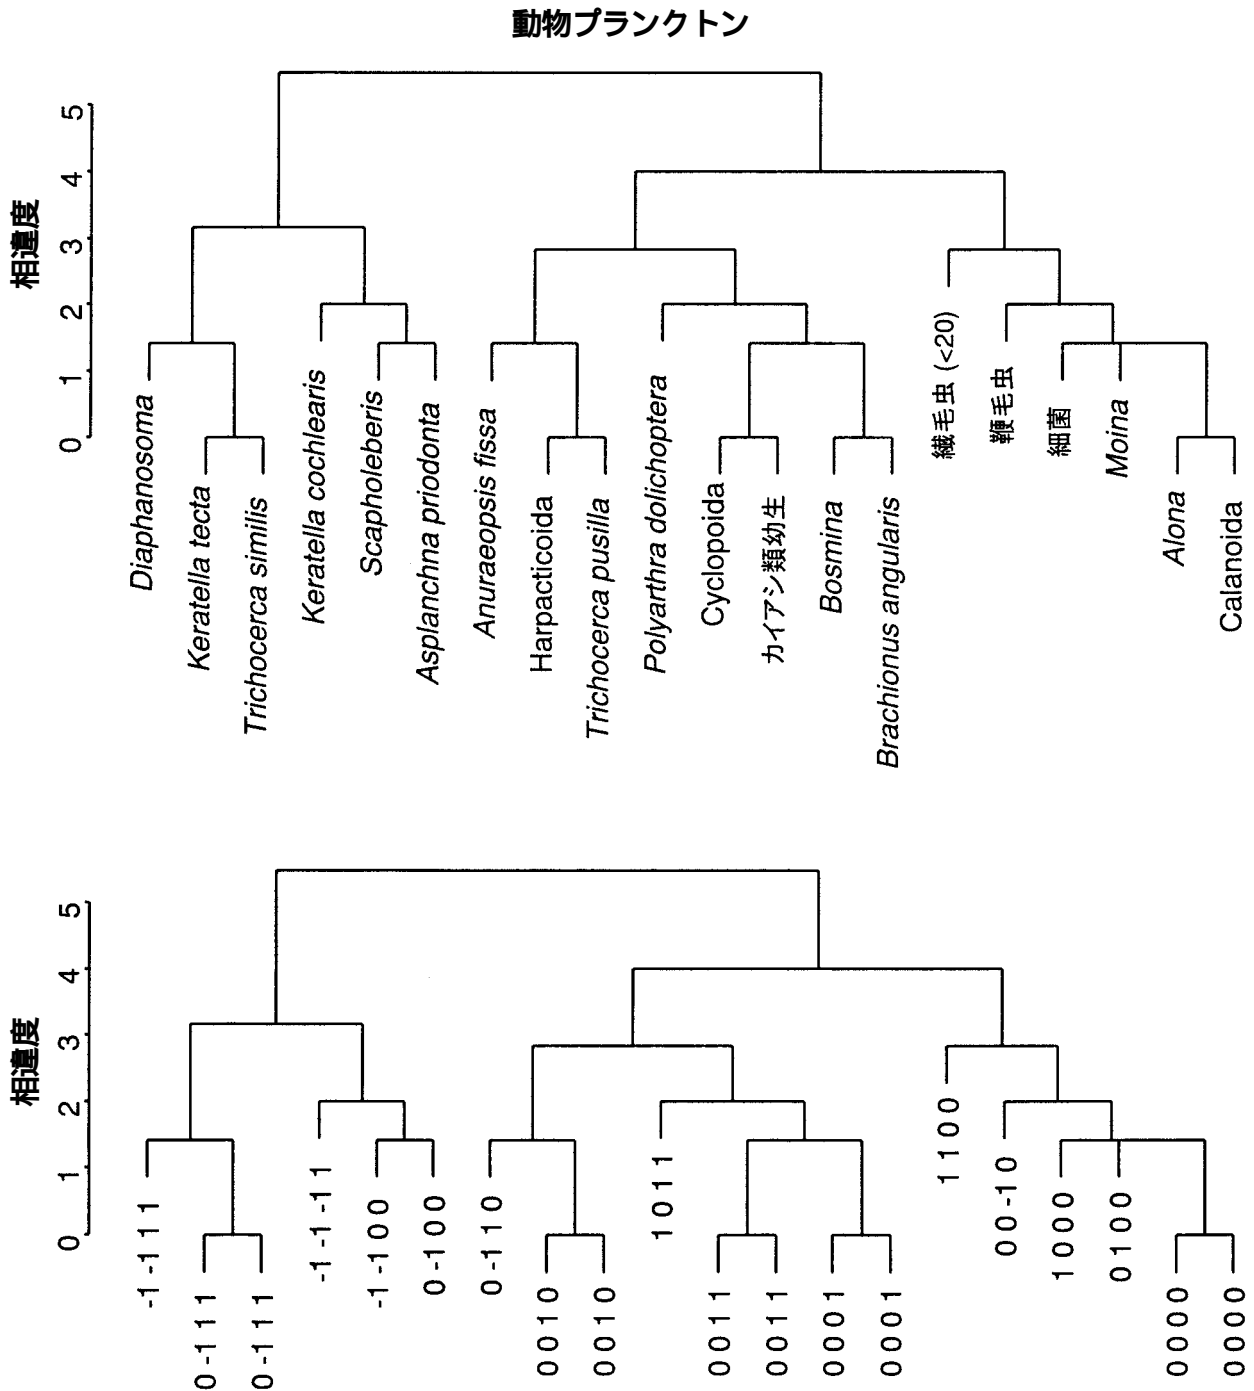 動物プランクトン
相違度
0 1 2 3 4 5
Diaphanosoma
Keratella tecta
Trichocerca similis
Keratella cochlearis
Scapholeberis
Asplanchna priodonta
Anuraeopsis fissa
Harpacticoida
Trichocerca pusilla
Polyarthra dolichoptera
Cyclopoida
カイアシ類幼生
Bosmina
Brachionus angularis
繊毛虫 (<20)
鞭毛虫
細菌
Moina
Alona
Calanoida
相違度
0 1 2 3 4 5
-1 -1 1 1
0 -1 1 1
0 -1 1 1
-1 -1 -1 1
-1 -1 0 0
0 -1 0 0
0 -1 1 0
0 0 1 0
0 0 1 0
1 0 1 1
0 0 1 1
0 0 1 1
0 0 0 1
0 0 0 1
1 1 0 0
0 0 -1 0
1 0 0 0
0 1 0 0
0 0 0 0
0 0 0 0